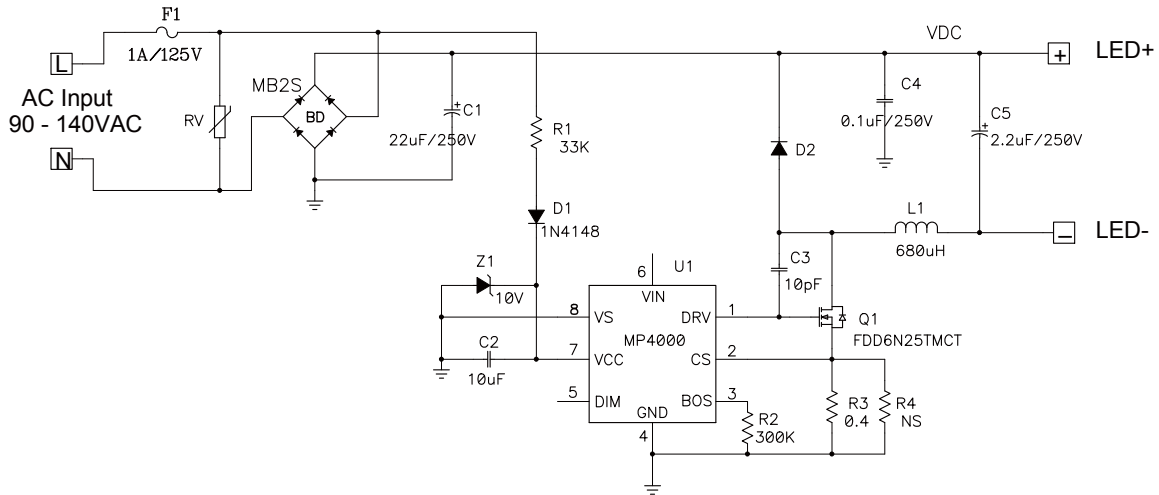 F1
1A/125V
L
AC Input
90 - 140VAC
N
RV
MB2S
BD
C1
22uF/250V
R1
33K
D1
1N4148
Z1
10V
C2
10uF
VDC
+
LED+
C4
0.1uF/250V
C5
2.2uF/250V
D2
L1
680uH
−
LED-
C3
10pF
Q1
FDD6N25TMCT
U1
MP4000
6
VIN
8
VS
7
VCC
5
DIM
DRV
1
CS
2
BOS
3
GND
4
R2
300K
R3
0.4
R4
NS